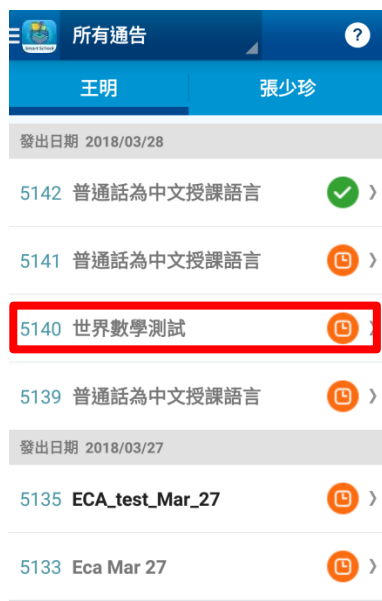 所有通告
?
王明 張少珍
發出日期 2018/03/28
5142 普通話為中文授課語言
5141 普通話為中文授課語言
5140 世界數學測試
5139 普通話為中文授課語言
發出日期 2018/03/27
5135 ECA_test_Mar_27
5133 Eca Mar 27